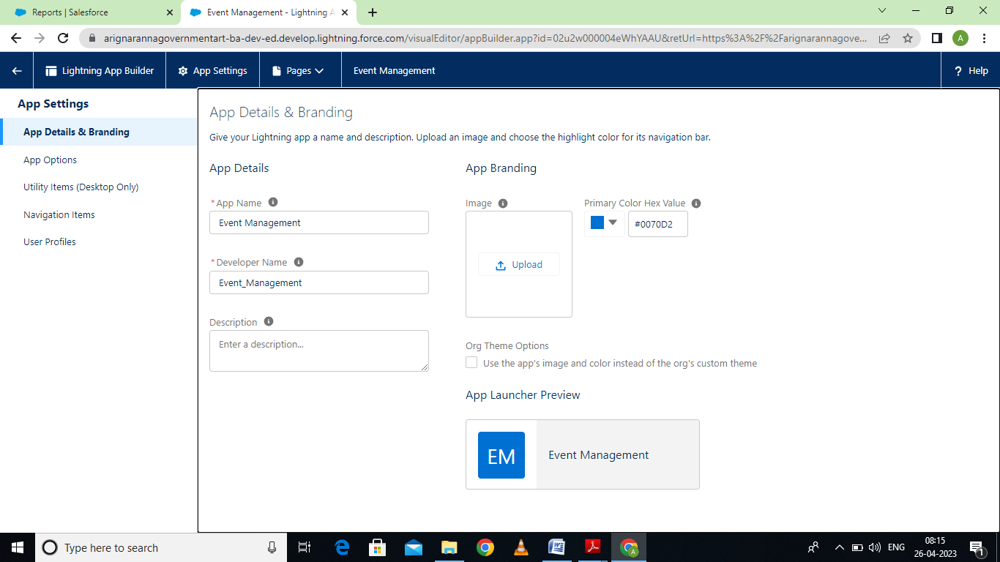 Reports | Salesforce
Event Management - Lightning A
arignarannagovernmentart-ba-dev-ed.develop.lightning.force.com/visualEditor/appBuilder.app?id=02u2w000004eWhYAAU&retUrl=https%3A%2F%2Farignarannagove...
A
Lightning App Builder
App Settings
Pages
Event Management
? Help
App Settings
App Details & Branding
App Options
Utility Items (Desktop Only)
Navigation Items
User Profiles
App Details & Branding
Give your Lightning app a name and description. Upload an image and choose the highlight color for its navigation bar.
App Details
App Branding
*App Name
Event Management
*Developer Name
Event_Management
Description
Enter a description...
Image
Upload
Primary Color Hex Value
#0070D2
Org Theme Options
Use the app's image and color instead of the org's custom theme
App Launcher Preview
EM
Event Management
Type here to search
A
ENG
08:15
26-04-2023
1